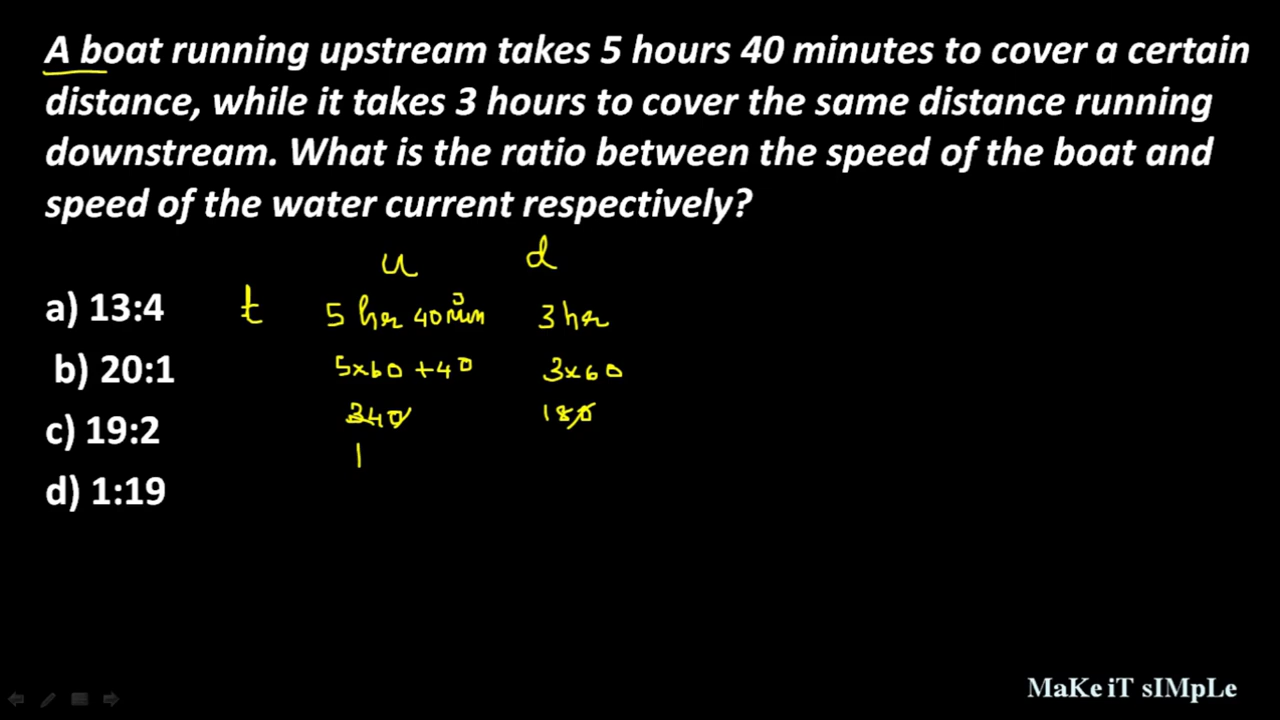 A boat running upstream takes 5 hours 40 minutes to cover a certain
distance, while it takes 3 hours to cover the same distance running
downstream. What is the ratio between the speed of the boat and
speed of the water current respectively?
u d
a) 13:4 t 5 hr 40 min 3 hr
b) 20:1 5x60 +40 3x60
340 180
c) 19:2 1
d) 1:19
MaKe iT sIMpLe